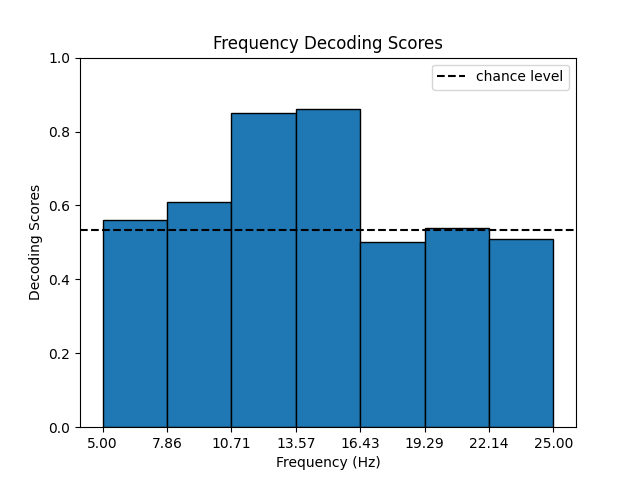 Frequency Decoding Scores
chance level
1.0
0.8
0.6
0.4
0.2
0.0
Decoding Scores
5.00 7.86 10.71 13.57 16.43 19.29 22.14 25.00
Frequency (Hz)